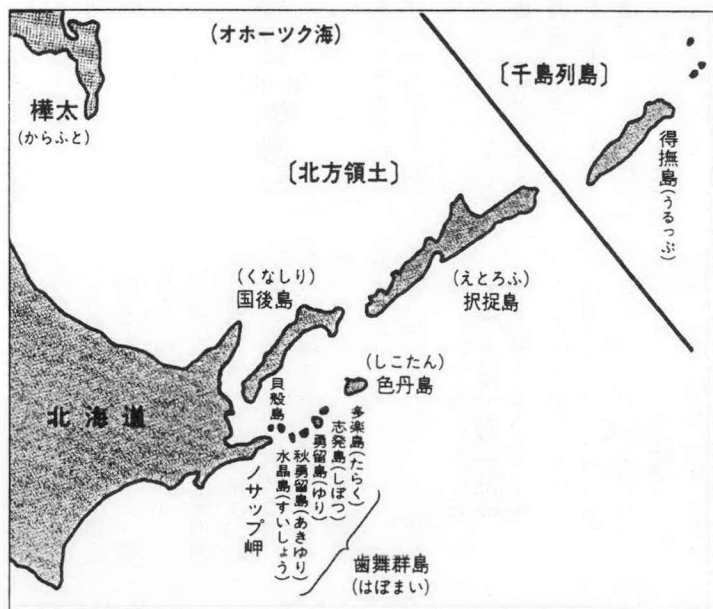 (オホーツク海)
〔千島列島〕
樺太
(からふと)
得撫島(うるっぷ)
〔北方領土〕
(くなしり)
国後島
(えとろふ)
択捉島
(しこたん)
色丹島
北海道
貝殻島
多楽島(たらく)
志発島(しぼつ)
勇留島(ゆり)
秋勇留島(あきゆり)
水晶島(すいしょう)
ノサップ岬
歯舞群島
(はぼまい)